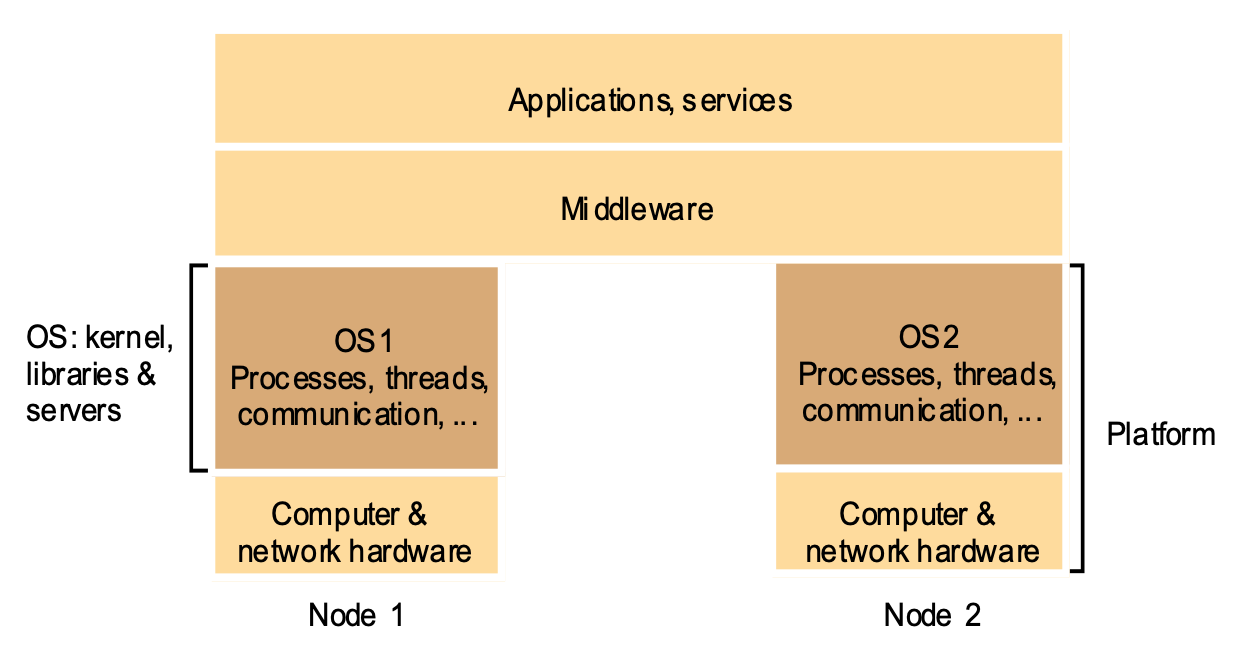 Applications, services
Middleware
OS: kernel,
libraries &
servers
OS1
Processes, threads,
communication, ...
OS2
Processes, threads,
communication, ...
Platform
Computer &
network hardware
Computer &
network hardware
Node 1
Node 2